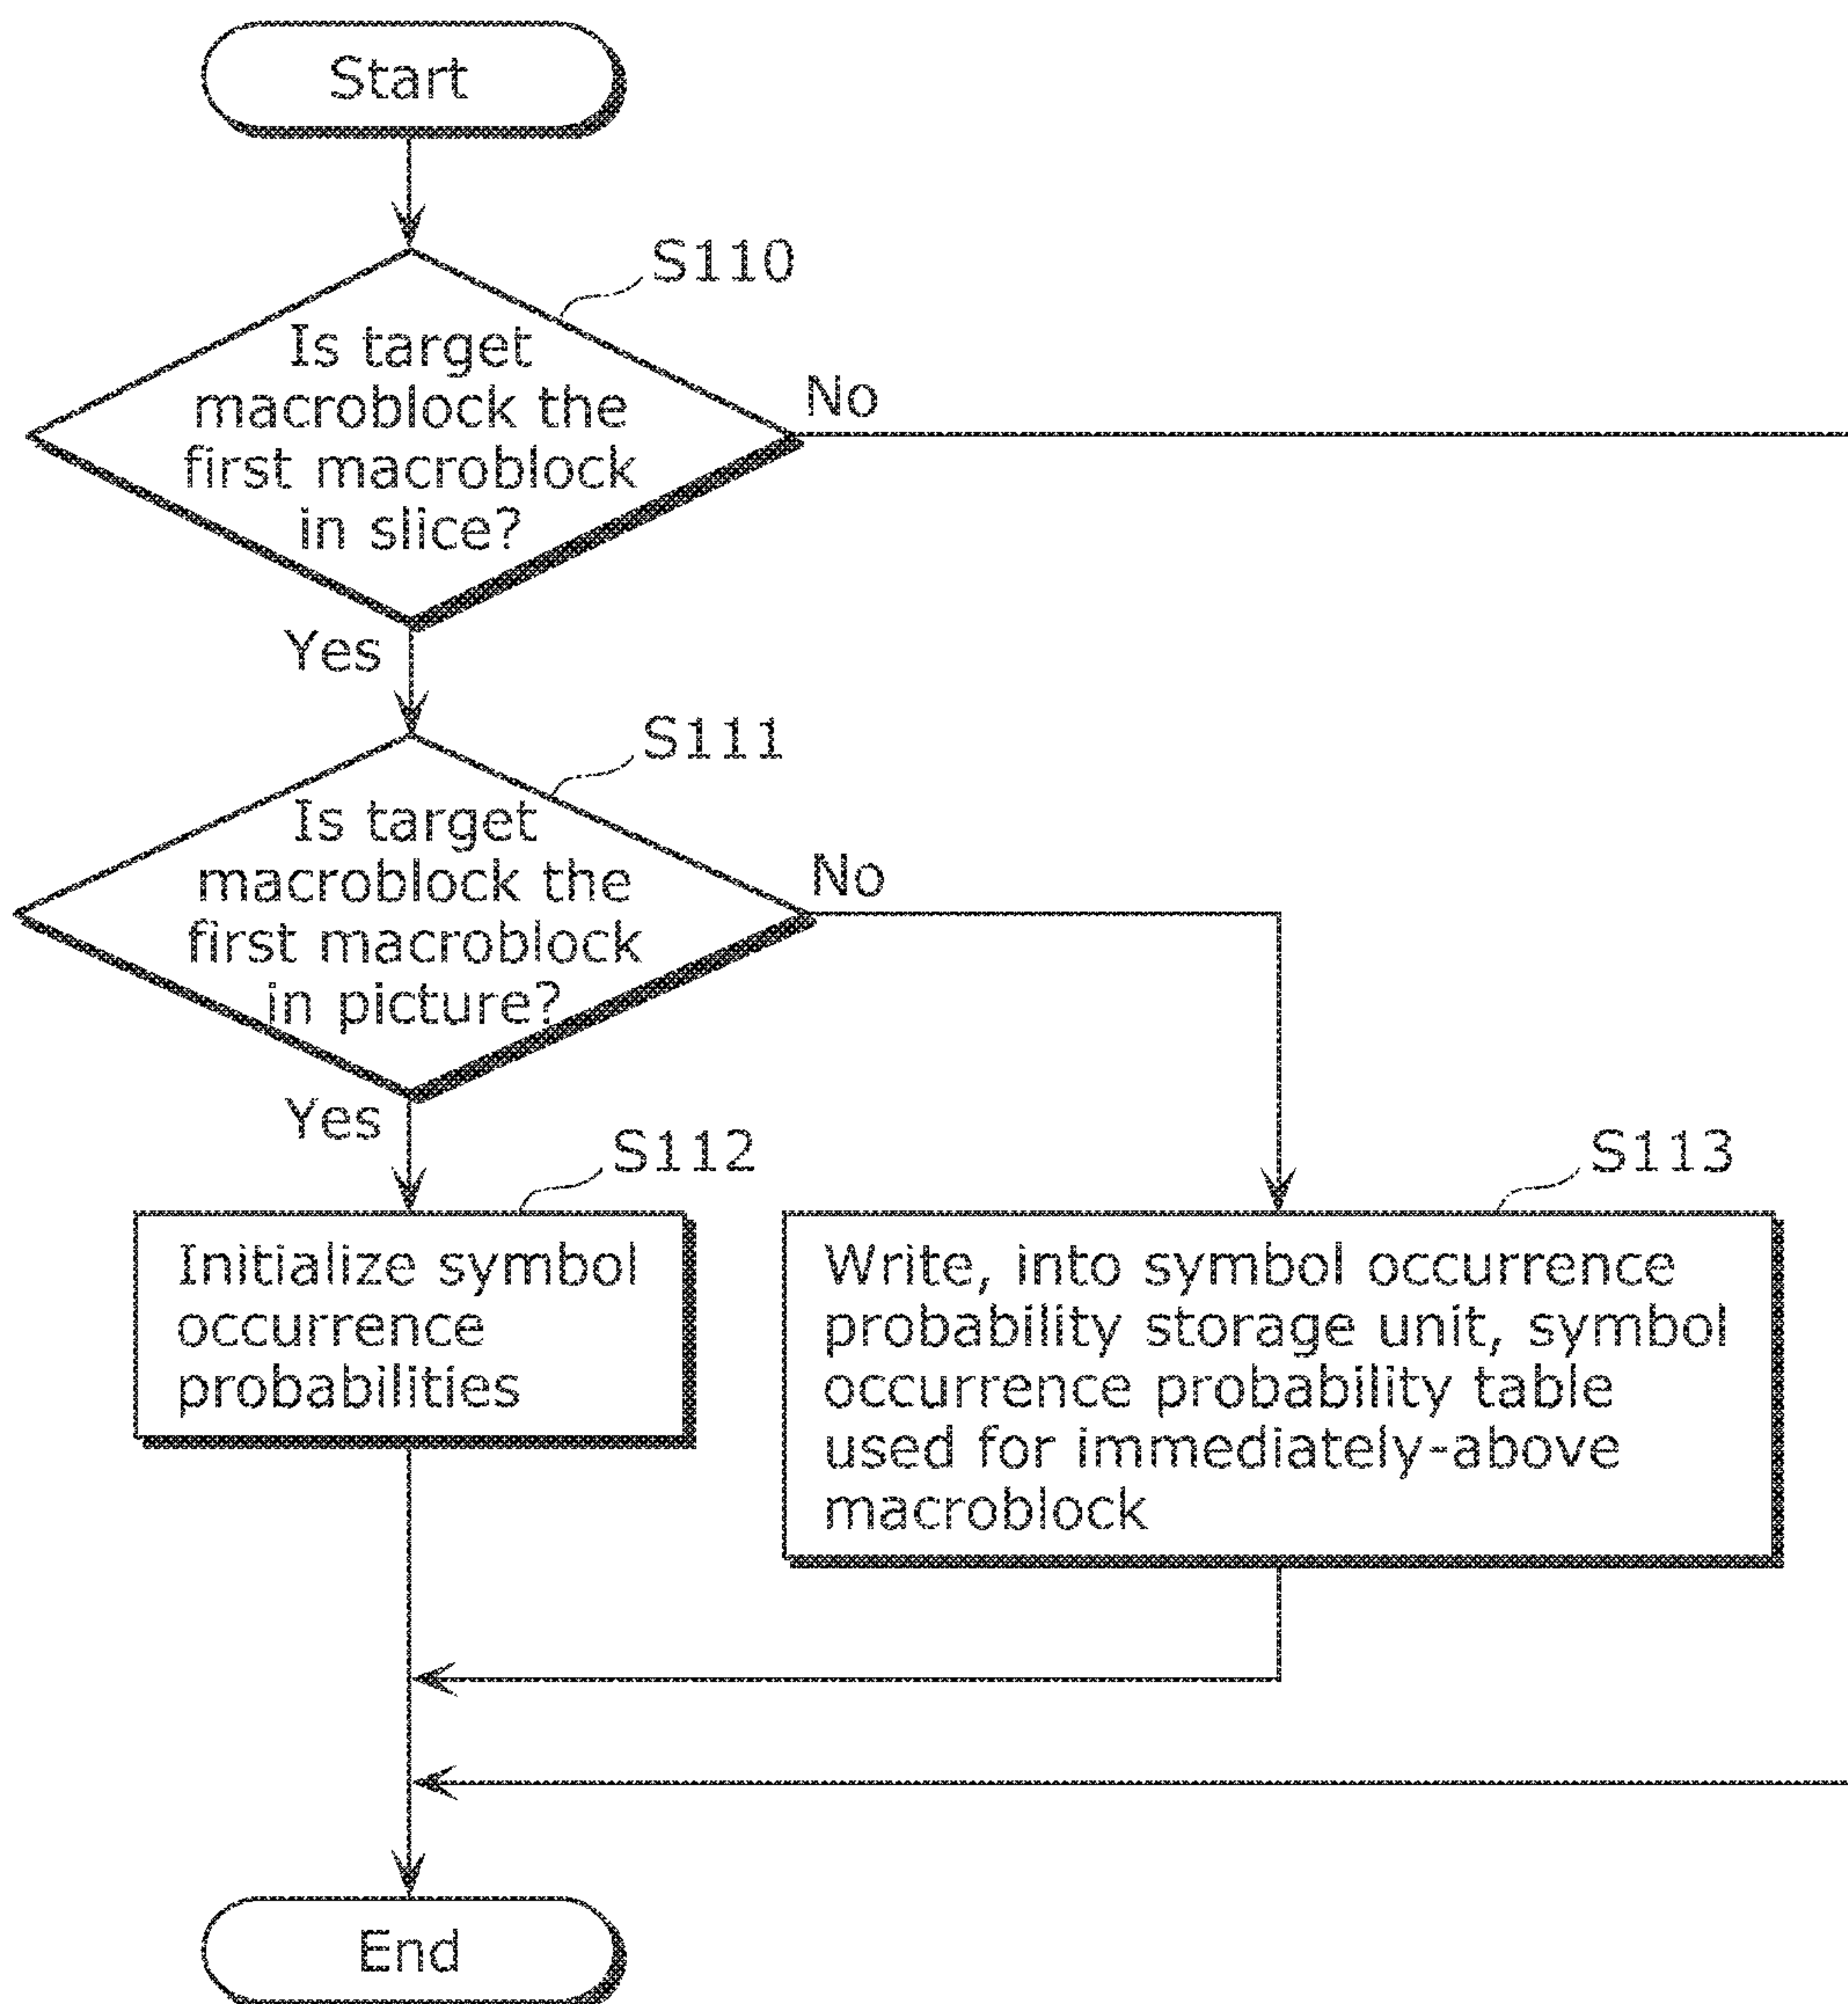 Start
S110
Is target
macroblock the
first macroblock
in slice?
No
Yes
S111
Is target
macroblock the
first macroblock
in picture?
No
Yes
S112
Initialize symbol
occurrence
probabilities
S113
Write, into symbol occurrence
probability storage unit, symbol
occurrence probability table
used for immediately-above
macroblock
End